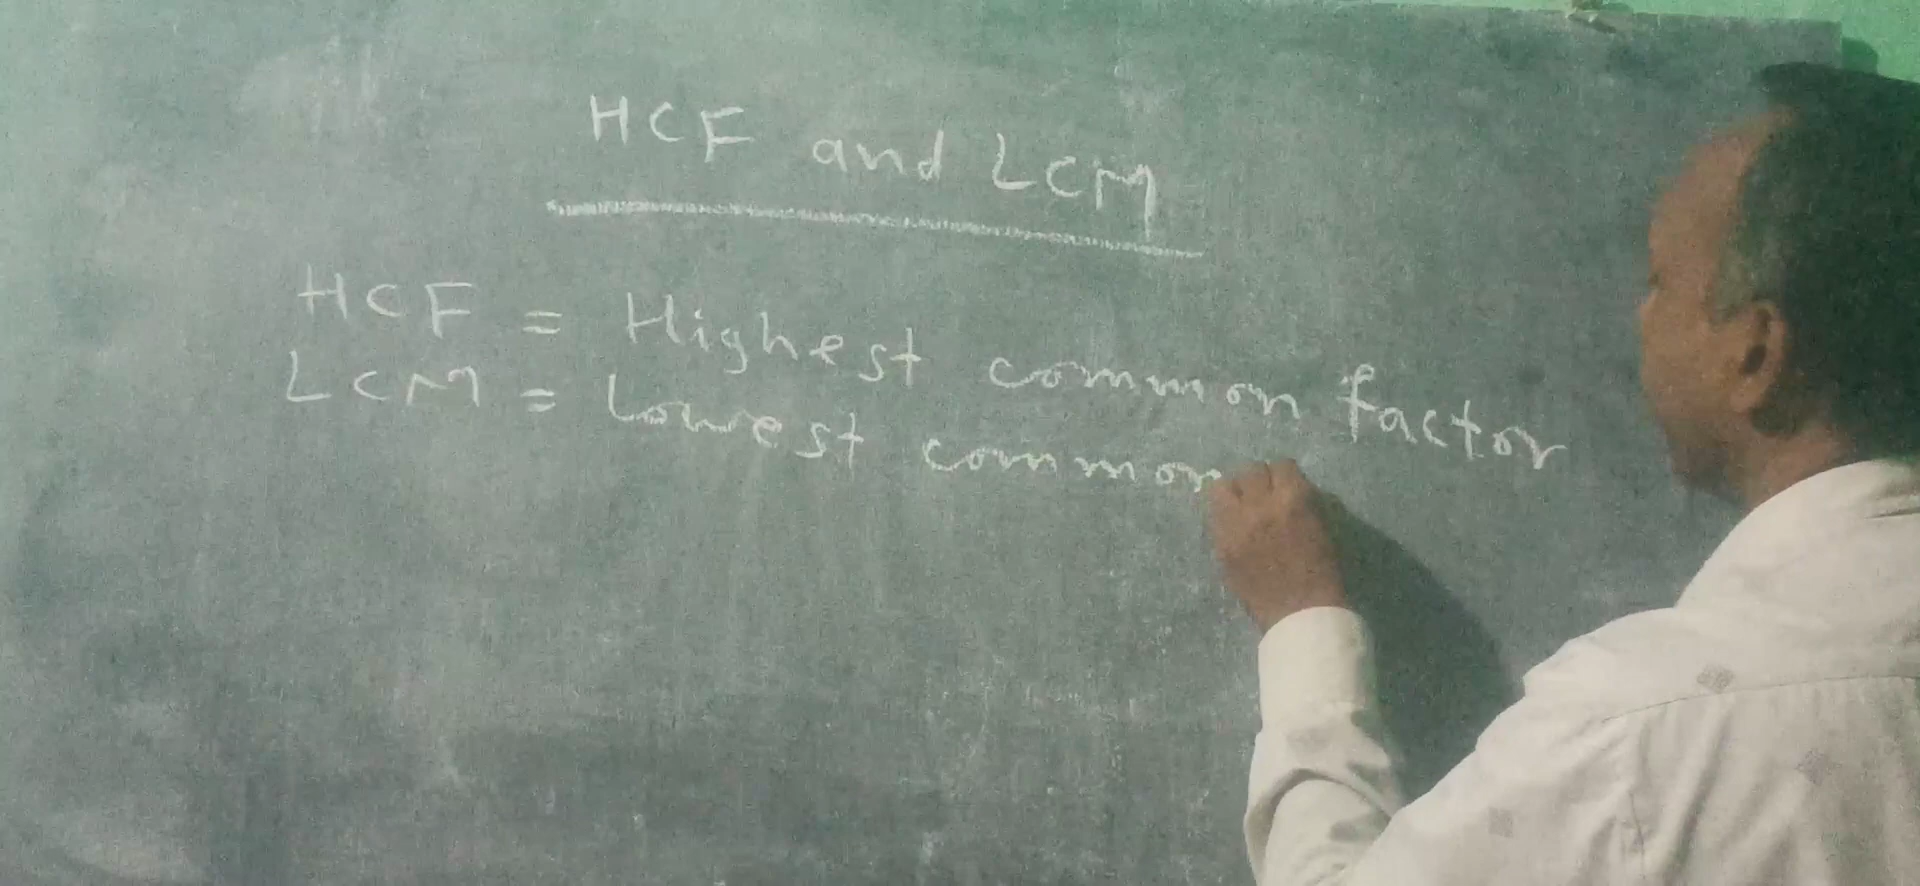 HCF and LCM
HCF = Highest common factor
LCM = Lowest common